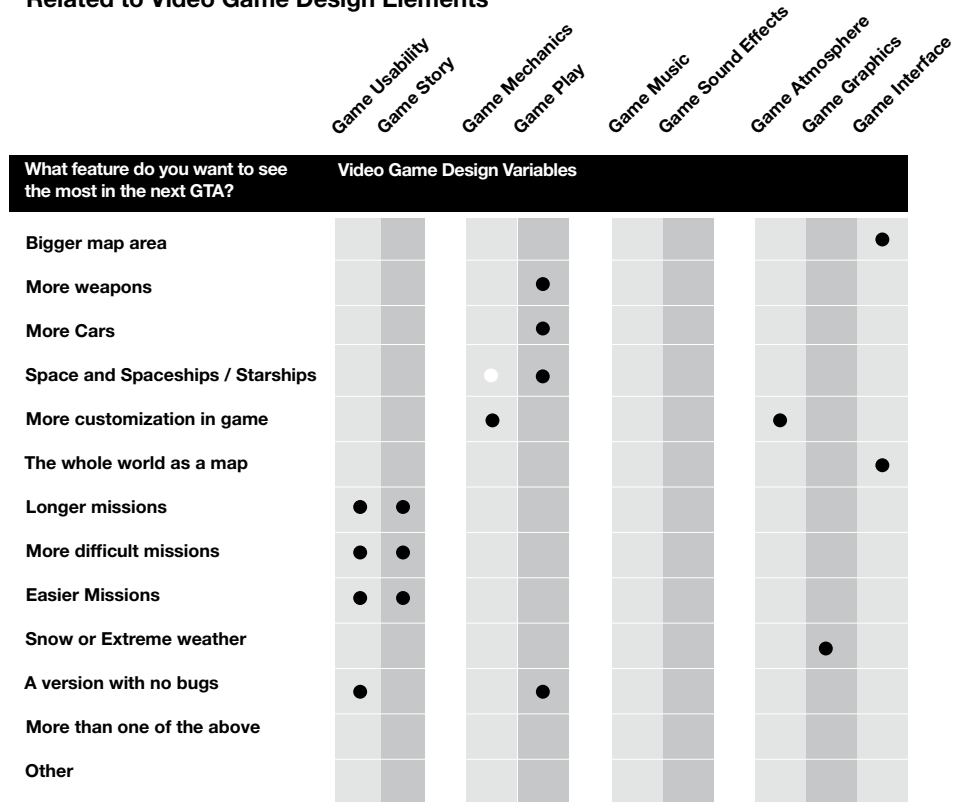 Related to Video Game Design Elements
Game Usability
Game Story
Game Mechanics
Game Play
Game Music
Game Sound Effects
Game Atmosphere
Game Graphics
Game Interface
What feature do you want to see
the most in the next GTA?
Video Game Design Variables
Bigger map area
More weapons
More Cars
Space and Spaceships / Starships
More customization in game
The whole world as a map
Longer missions
More difficult missions
Easier Missions
Snow or Extreme weather
A version with no bugs
More than one of the above
Other